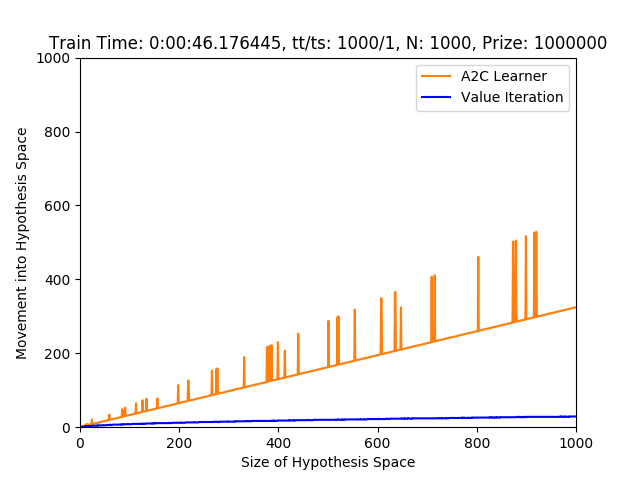 Train Time: 0:00:46.176445, tt/ts: 1000/1, N: 1000, Prize: 1000000
A2C Learner
Value Iteration
Movement into Hypothesis Space
1000
800
600
400
200
0
0 200 400 600 800 1000
Size of Hypothesis Space